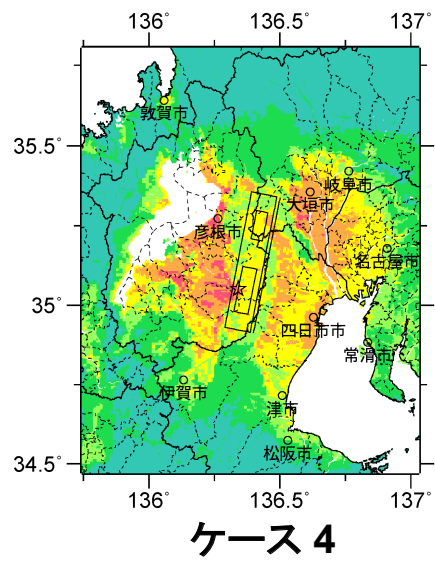 136˚ 136.5˚ 137˚
敦賀市
35.5˚
岐阜市
大垣市
彦根市
名古屋市
35˚
四日市市
常滑市
伊賀市
津市
松阪市
34.5˚
136˚ 136.5˚ 137˚
ケース４